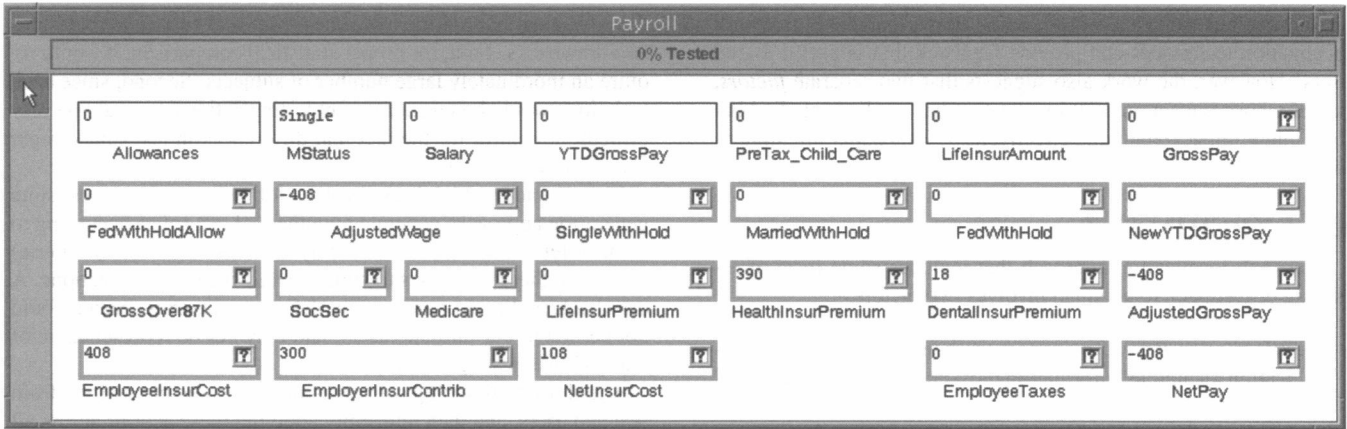 Payroll
0% Tested
0 Single 0 0 0 0 0 ?
Allowances MStatus Salary YTDGrossPay PreTax_Child_Care LifeInsurAmount GrossPay
0 ? -408 ? 0 ? 0 ? 0 ? 0 ?
FedWithHoldAllow AdjustedWage SingleWithHold MarriedWithHold FedWithHold NewYTDGrossPay
0 ? 0 ? 0 ? 0 ? 390 ? 18 ? -408 ?
GrossOver87K SocSec Medicare LifeInsurPremium HealthInsurPremium DentalInsurPremium AdjustedGrossPay
408 ? 300 ? 108 ? 0 ? -408 ?
EmployeeInsurCost EmployerInsurContrib NetInsurCost EmployeeTaxes NetPay